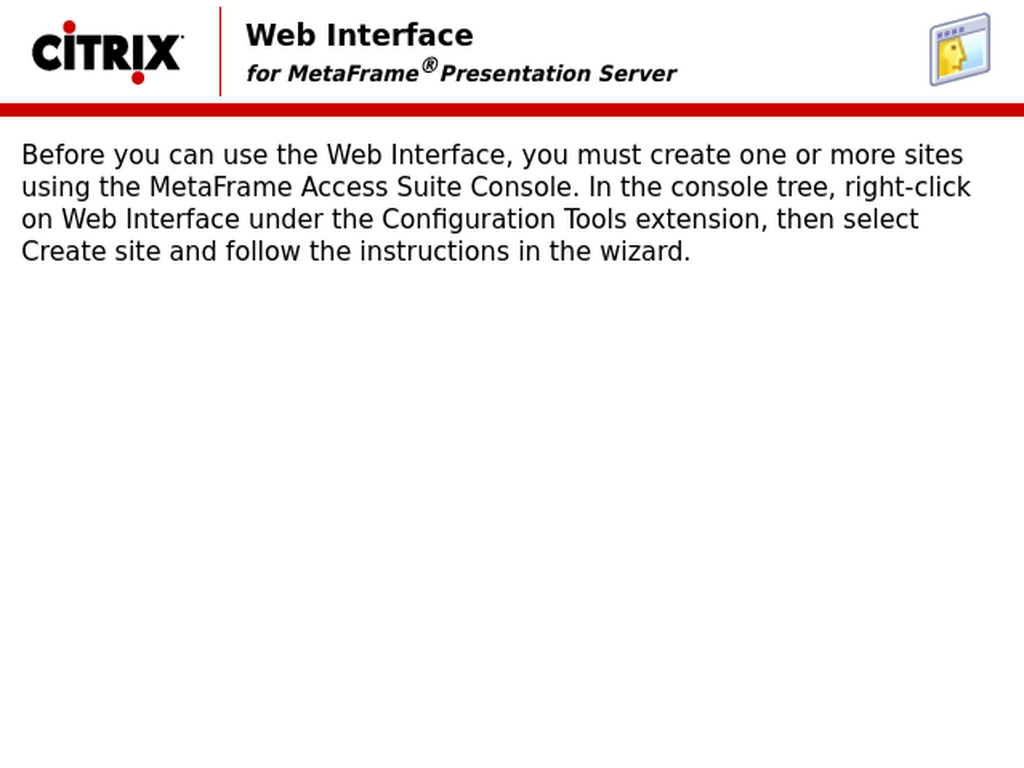 CİTRIX
Web Interface
for MetaFrame® Presentation Server
Before you can use the Web Interface, you must create one or more sites
using the MetaFrame Access Suite Console. In the console tree, right-click
on Web Interface under the Configuration Tools extension, then select
Create site and follow the instructions in the wizard.